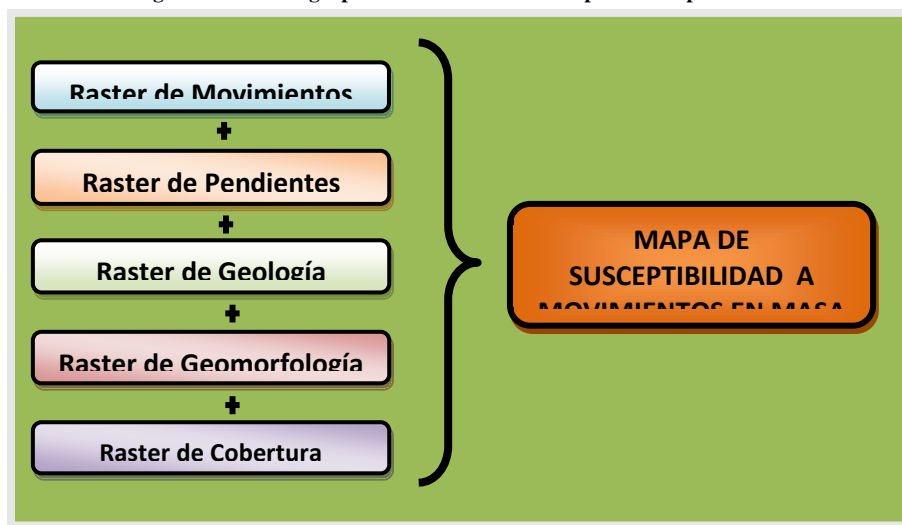 Raster de Movimientos
+
Raster de Pendientes
+
Raster de Geología
+
Raster de Geomorfología
+
Raster de Cobertura
MAPA DE
SUSCEPTIBILIDAD A
MOVIMIENTOS EN MASA